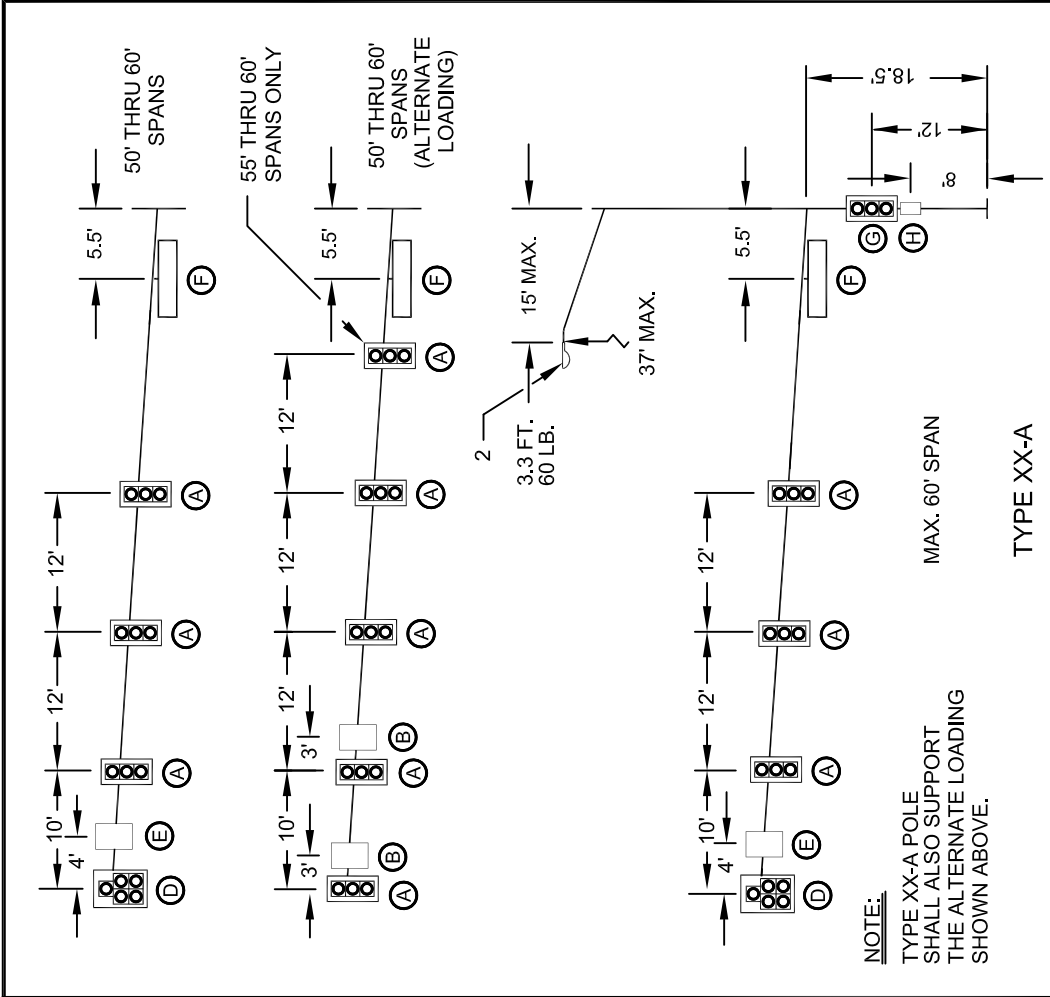 50' THRU 60'
SPANS
5.5'
12'
12'
10'
4'
D
E
A
A
A
F
55' THRU 60'
SPANS ONLY
50' THRU 60'
SPANS
(ALTERNATE
LOADING)
5.5'
12'
12'
12'
10'
3'
3'
A
B
A
B
A
A
A
F
15' MAX.
37' MAX.
2
3.3 FT.
60 LB.
5.5'
12'
12'
10'
4'
D
E
A
A
A
F
G
H
18.5'
12'
8'
MAX. 60' SPAN
NOTE:
TYPE XX-A POLE
SHALL ALSO SUPPORT
THE ALTERNATE LOADING
SHOWN ABOVE.
TYPE XX-A